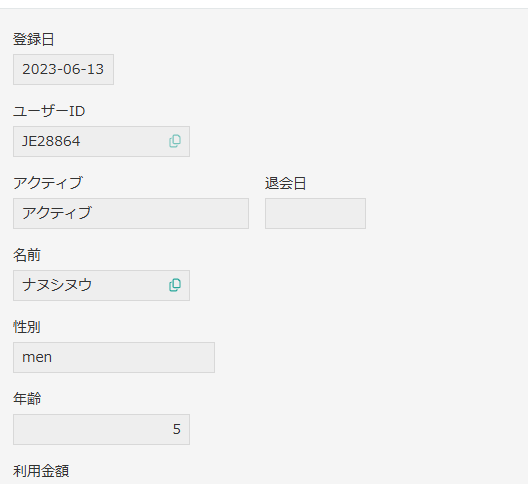 登録日
2023-06-13
ユーザーID
JE28864
アクティブ 退会日
アクティブ
名前
ナヌシヌウ
性別
men
年齢
5
利用金額